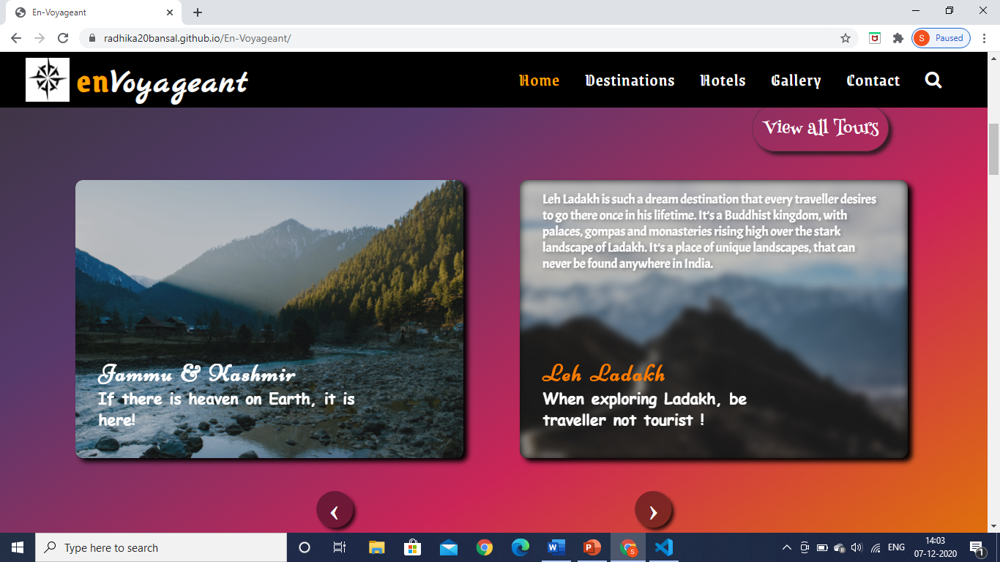 En-Voyageant
radhika20bansal.github.io/En-Voyageant/
S Paused
enVoyageant
Home Destinations Hotels Gallery Contact
View all Tours
Jammu & Kashmir
If there is heaven on Earth, it is
here!
Leh Ladakh is such a dream destination that every traveller desires
to go there once in his lifetime. It's a Buddhist kingdom, with
palaces, gompas and monasteries rising high over the stark
landscape of Ladakh. It's a place of unique landscapes, that can
never be found anywhere in India.
Leh Ladakh
When exploring Ladakh, be
traveller not tourist !
‹ ›
Type here to search
W P S
ENG
14:03
07-12-2020
1